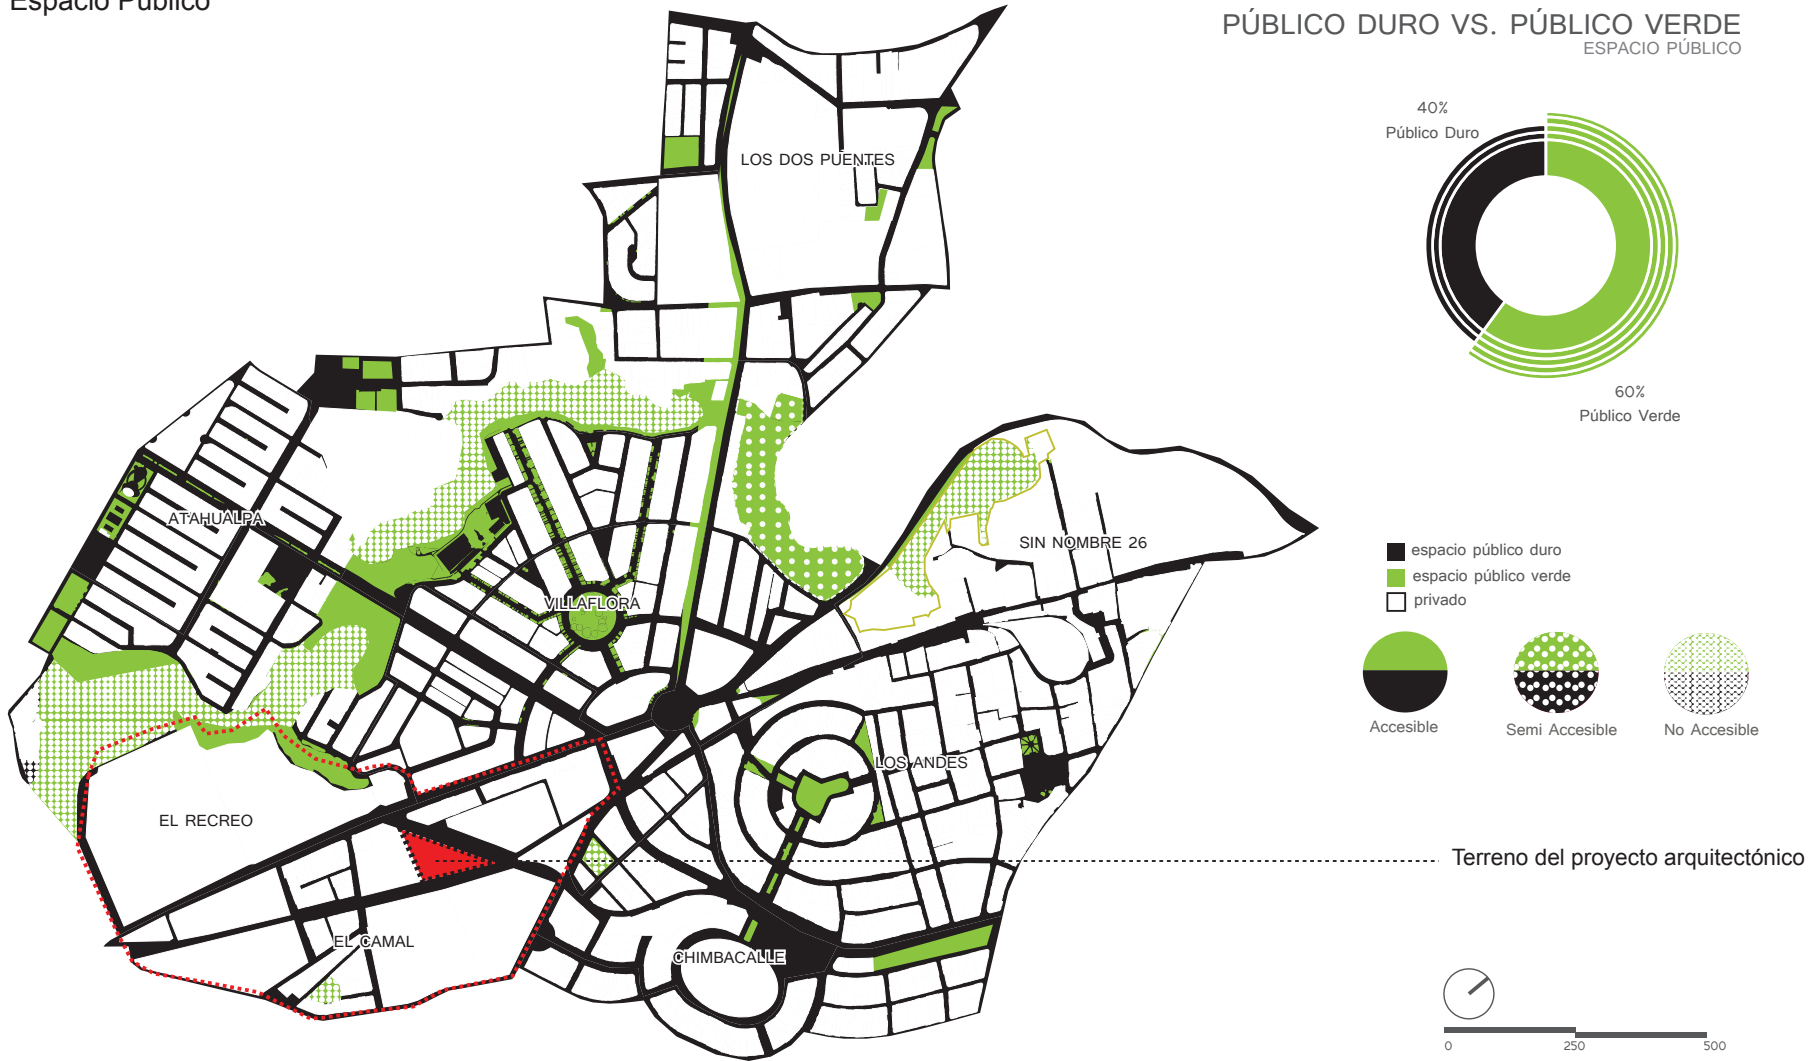 Espacio Público
PÚBLICO DURO VS. PÚBLICO VERDE
ESPACIO PÚBLICO
40%
Público Duro
60%
Público Verde
LOS DOS PUENTES
ATAHUALPA
VILLAFLORA
SIN NOMBRE 26
LOS ANDES
EL RECREO
EL CAMAL
CHIMBACALLE
espacio público duro
espacio público verde
privado
Accesible
Semi Accesible
No Accesible
Terreno del proyecto arquitectónico
0
250
500